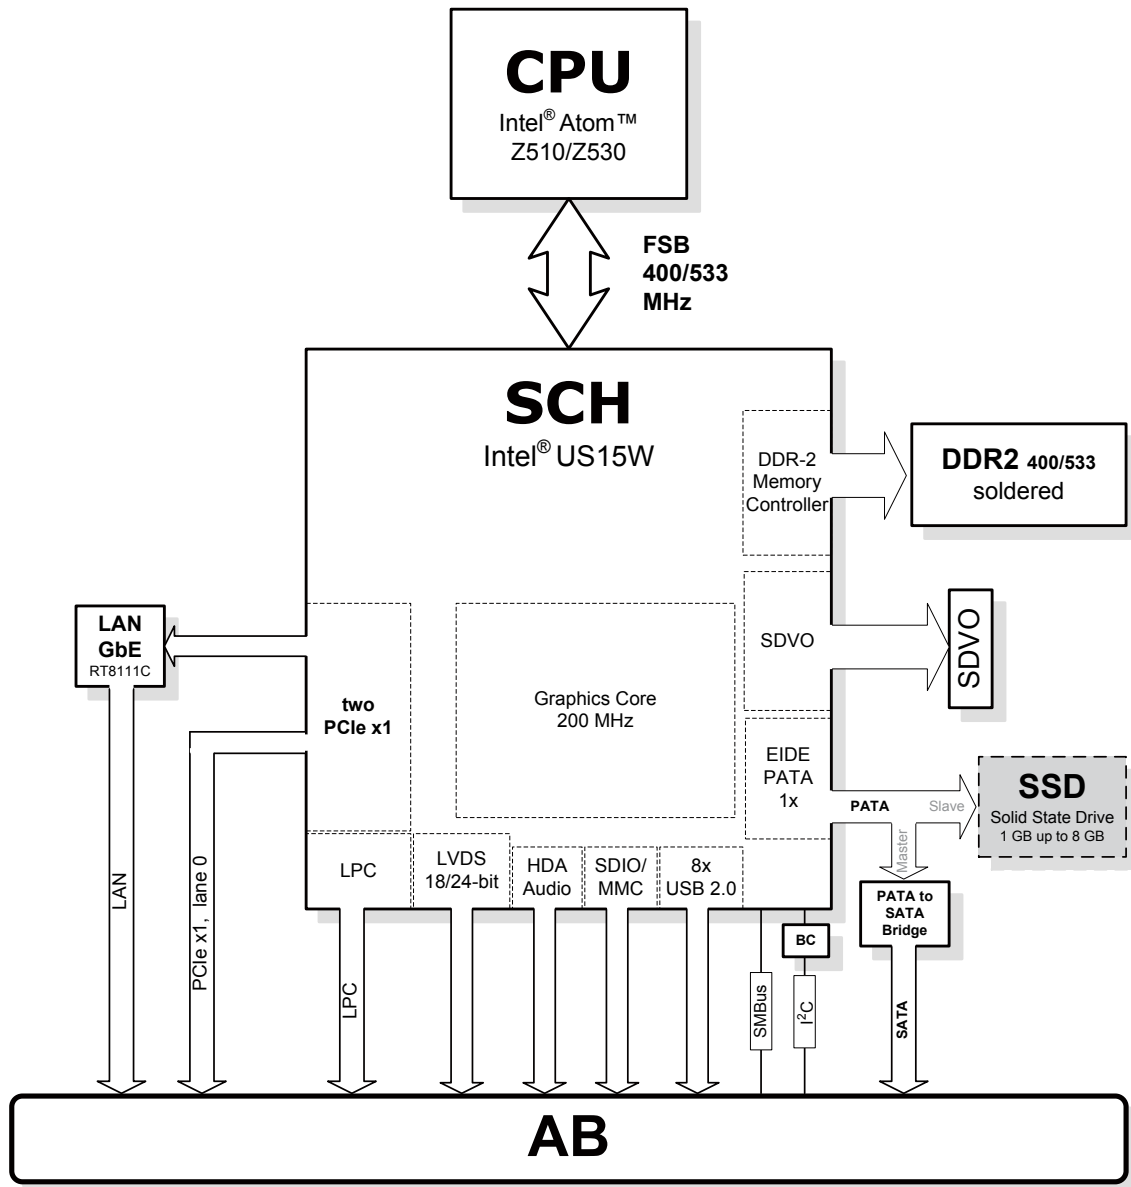 CPU
Intel® Atom™
Z510/Z530
FSB
400/533
MHz
SCH
Intel® US15W
DDR-2
Memory
Controller
DDR2 400/533
soldered
LAN
GbE
RT8111C
two
PCIe x1
Graphics Core
200 MHz
SDVO
SDVO
EIDE
PATA
1x
PATA
Slave
Master
SSD
Solid State Drive
1 GB up to 8 GB
LPC
LVDS
18/24-bit
HDA
Audio
SDIO/
MMC
8x
USB 2.0
PATA to
SATA
Bridge
BC
LAN
PCIe x1, lane 0
LPC
SMBus
I²C
SATA
AB